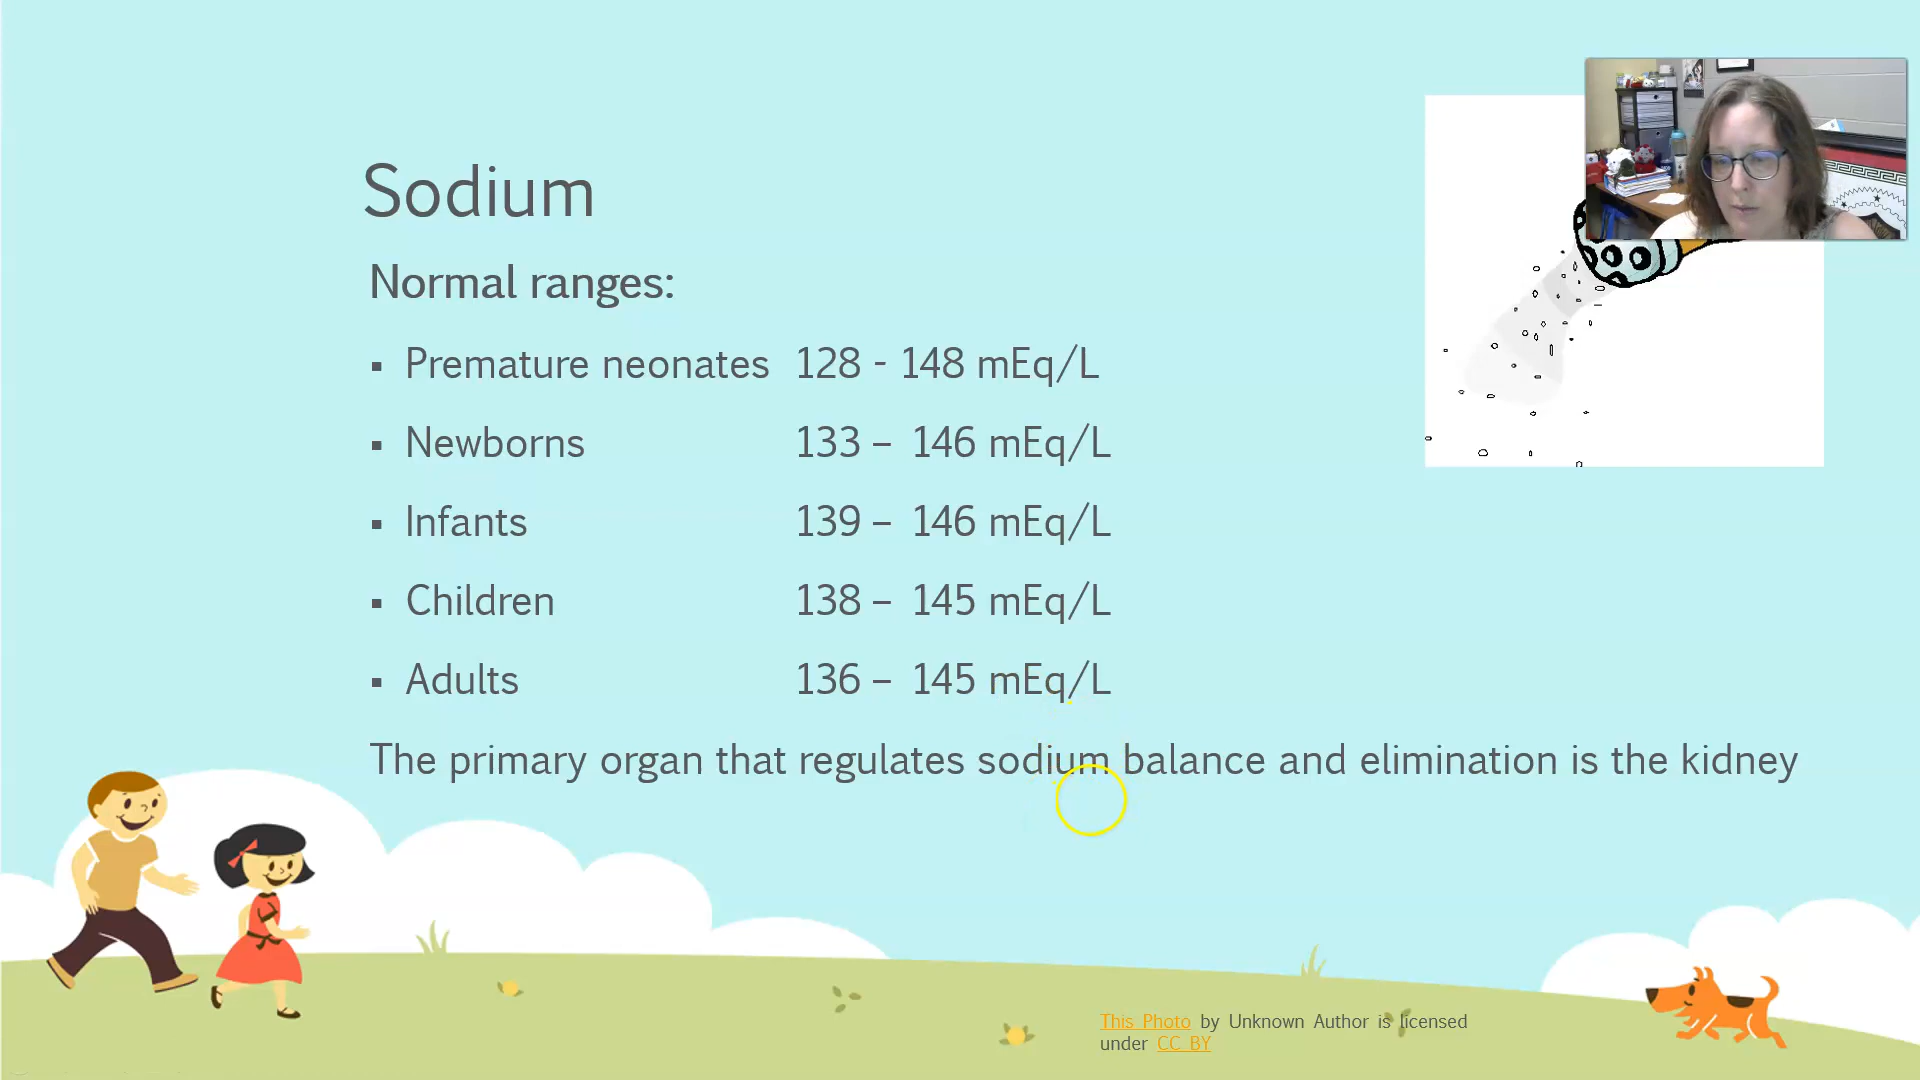 Sodium
Normal ranges:
▪ Premature neonates 128 - 148 mEq/L
▪ Newborns 133 – 146 mEq/L
▪ Infants 139 – 146 mEq/L
▪ Children 138 – 145 mEq/L
▪ Adults 136 – 145 mEq/L
The primary organ that regulates sodium balance and elimination is the kidney
This Photo by Unknown Author is licensed
under CC BY